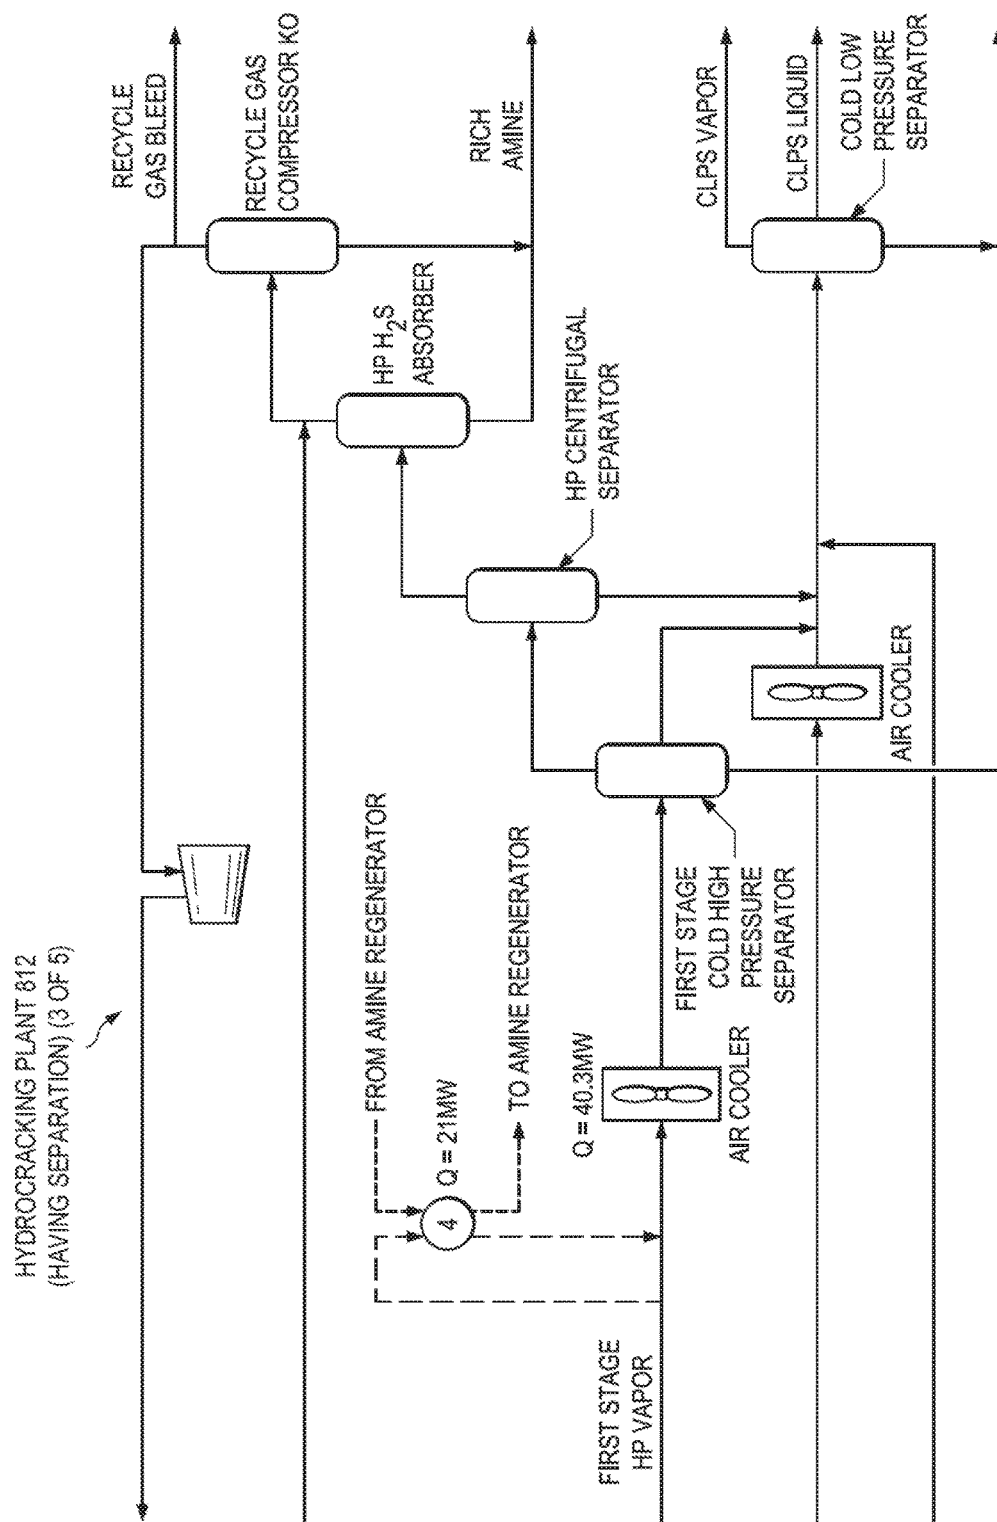 HYDROCRACKING PLANT 812
(HAVING SEPARATION) (3 OF 5)
RECYCLE
GAS BLEED
RECYCLE GAS
COMPRESSOR KO
HP H2S
ABSORBER
RICH
AMINE
HP CENTRIFUGAL
SEPARATOR
CLPS VAPOR
CLPS LIQUID
COLD LOW
PRESSURE
SEPARATOR
FROM AMINE REGENERATOR
4
Q = 21MW
TO AMINE REGENERATOR
Q = 40.3MW
AIR COOLER
FIRST STAGE
COLD HIGH
PRESSURE
SEPARATOR
AIR COOLER
FIRST STAGE
HP VAPOR